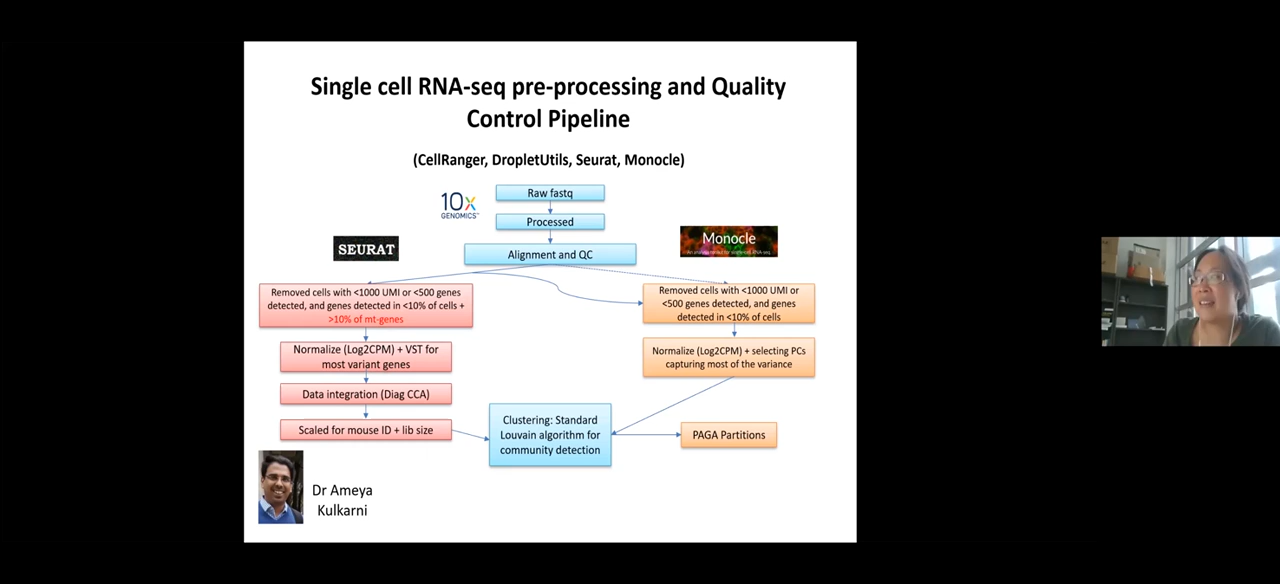 Single cell RNA-seq pre-processing and Quality
Control Pipeline
(CellRanger, DropletUtils, Seurat, Monocle)
10x
GENOMICS
Raw fastq
Processed
Alignment and QC
SEURAT
Monocle
Removed cells with <1000 UMI or <500 genes
detected, and genes detected in <10% of cells +
>10% of mt-genes
Normalize (Log2CPM) + VST for
most variant genes
Data integration (Diag CCA)
Scaled for mouse ID + lib size
Removed cells with <1000 UMI or
<500 genes detected, and genes
detected in <10% of cells
Normalize (Log2CPM) + selecting PCs
capturing most of the variance
Clustering: Standard
Louvain algorithm for
community detection
PAGA Partitions
Dr Ameya
Kulkarni